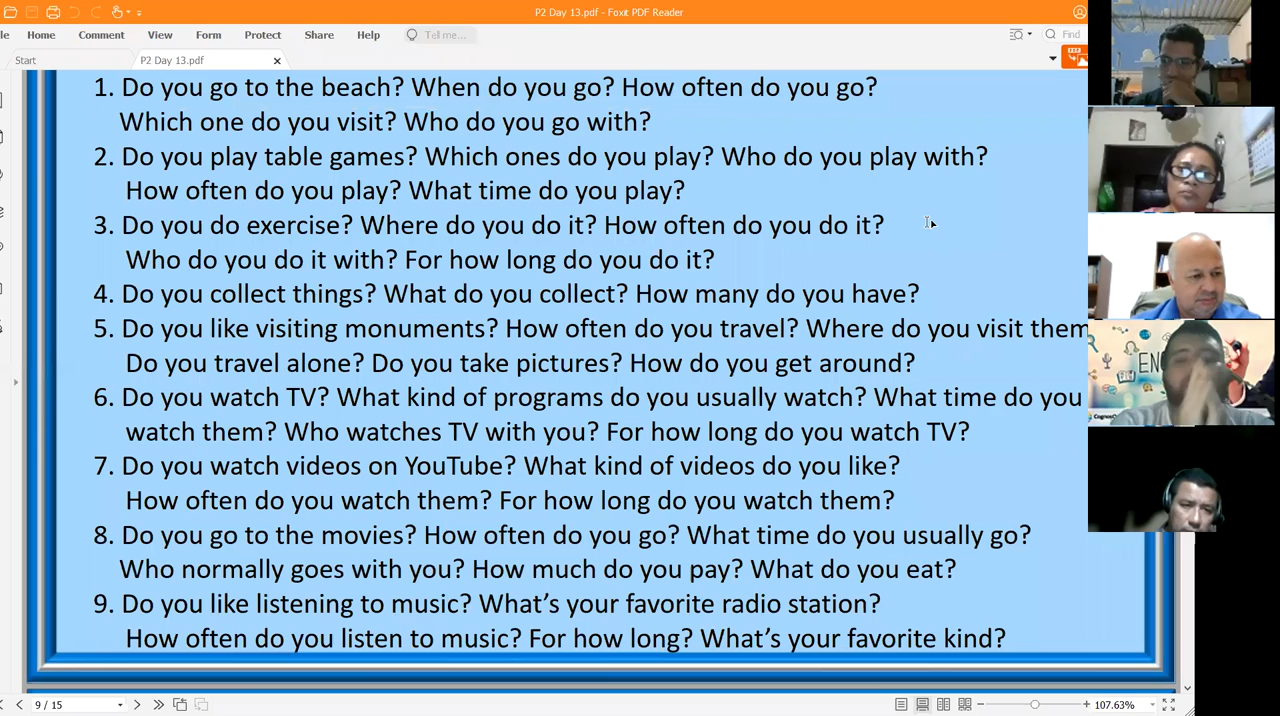 P2 Day 13.pdf - Foxit PDF Reader
Home Comment View Form Protect Share Help Tell me... Find
Start P2 Day 13.pdf
1. Do you go to the beach? When do you go? How often do you go?
Which one do you visit? Who do you go with?
2. Do you play table games? Which ones do you play? Who do you play with?
How often do you play? What time do you play?
3. Do you do exercise? Where do you do it? How often do you do it?
Who do you do it with? For how long do you do it?
4. Do you collect things? What do you collect? How many do you have?
5. Do you like visiting monuments? How often do you travel? Where do you visit them
Do you travel alone? Do you take pictures? How do you get around?
6. Do you watch TV? What kind of programs do you usually watch? What time do you
watch them? Who watches TV with you? For how long do you watch TV?
7. Do you watch videos on YouTube? What kind of videos do you like?
How often do you watch them? For how long do you watch them?
8. Do you go to the movies? How often do you go? What time do you usually go?
Who normally goes with you? How much do you pay? What do you eat?
9. Do you like listening to music? What's your favorite radio station?
How often do you listen to music? For how long? What's your favorite kind?
9 / 15 107.63%